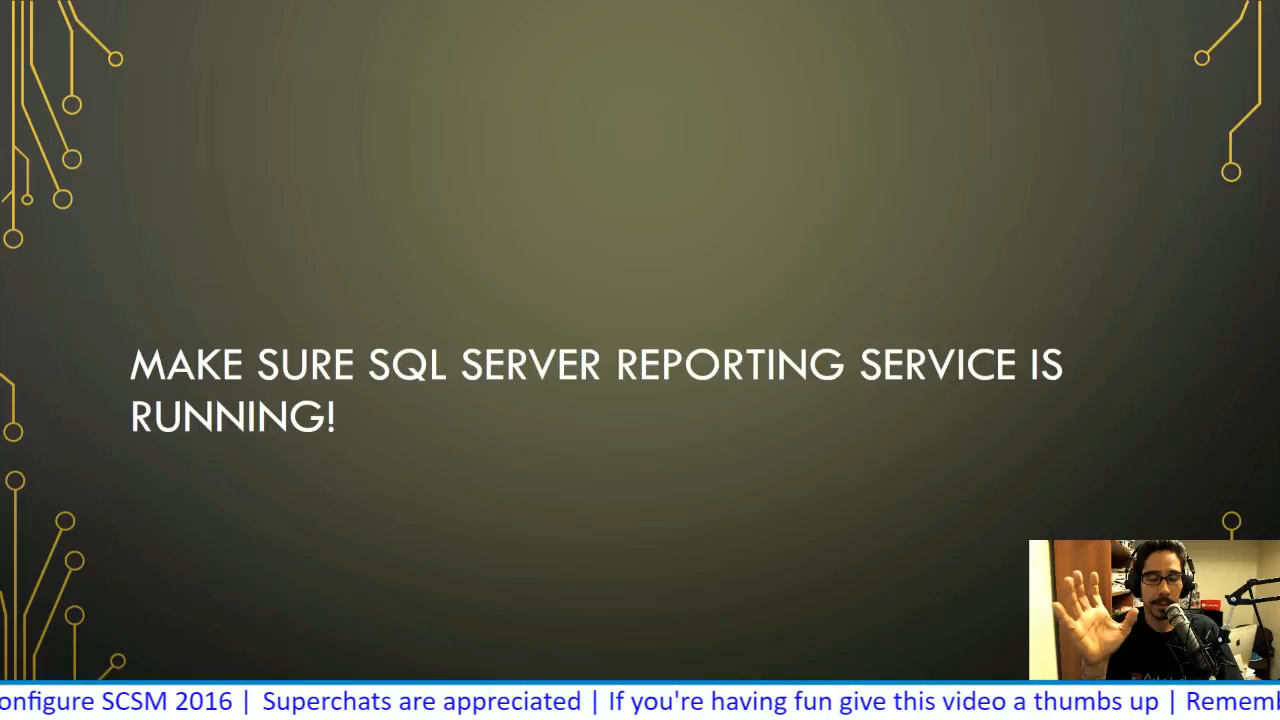 MAKE SURE SQL SERVER REPORTING SERVICE IS
RUNNING!
onfigure SCSM 2016 | Superchats are appreciated | If you're having fun give this video a thumbs up | Rememb